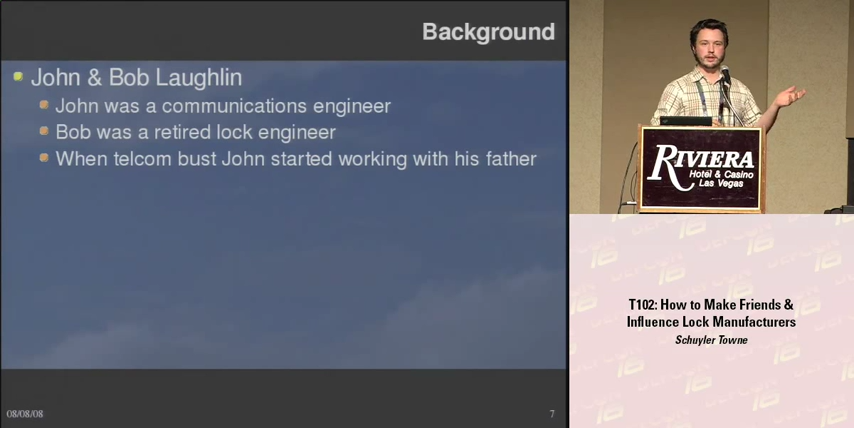 Background
John & Bob Laughlin
John was a communications engineer
Bob was a retired lock engineer
When telcom bust John started working with his father
08/08/08
7
RIVIERA
Hotel & Casino
Las Vegas
T102: How to Make Friends &
Influence Lock Manufacturers
Schuyler Towne